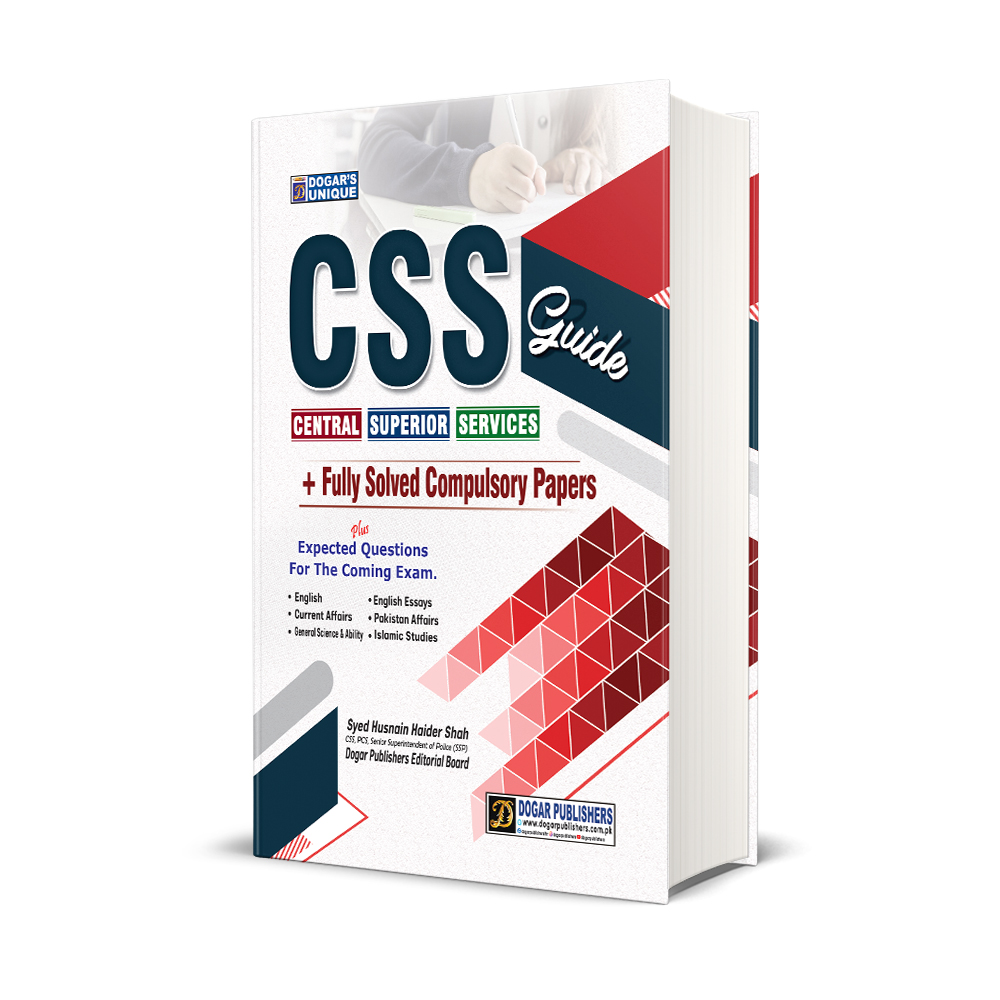 DOGAR'S
UNIQUE
CSS
Guide
CENTRAL SUPERIOR SERVICES
+ Fully Solved Compulsory Papers
Plus
Expected Questions
For The Coming Exam.
• English
• Current Affairs
• General Science & Ability
• English Essays
• Pakistan Affairs
• Islamic Studies
Syed Husnain Haider Shah
CSS, PCS, Senior Superintendent of Police (SSP)
Dogar Publishers Editorial Board
DOGAR PUBLISHERS
www.dogarpublishers.com.pk